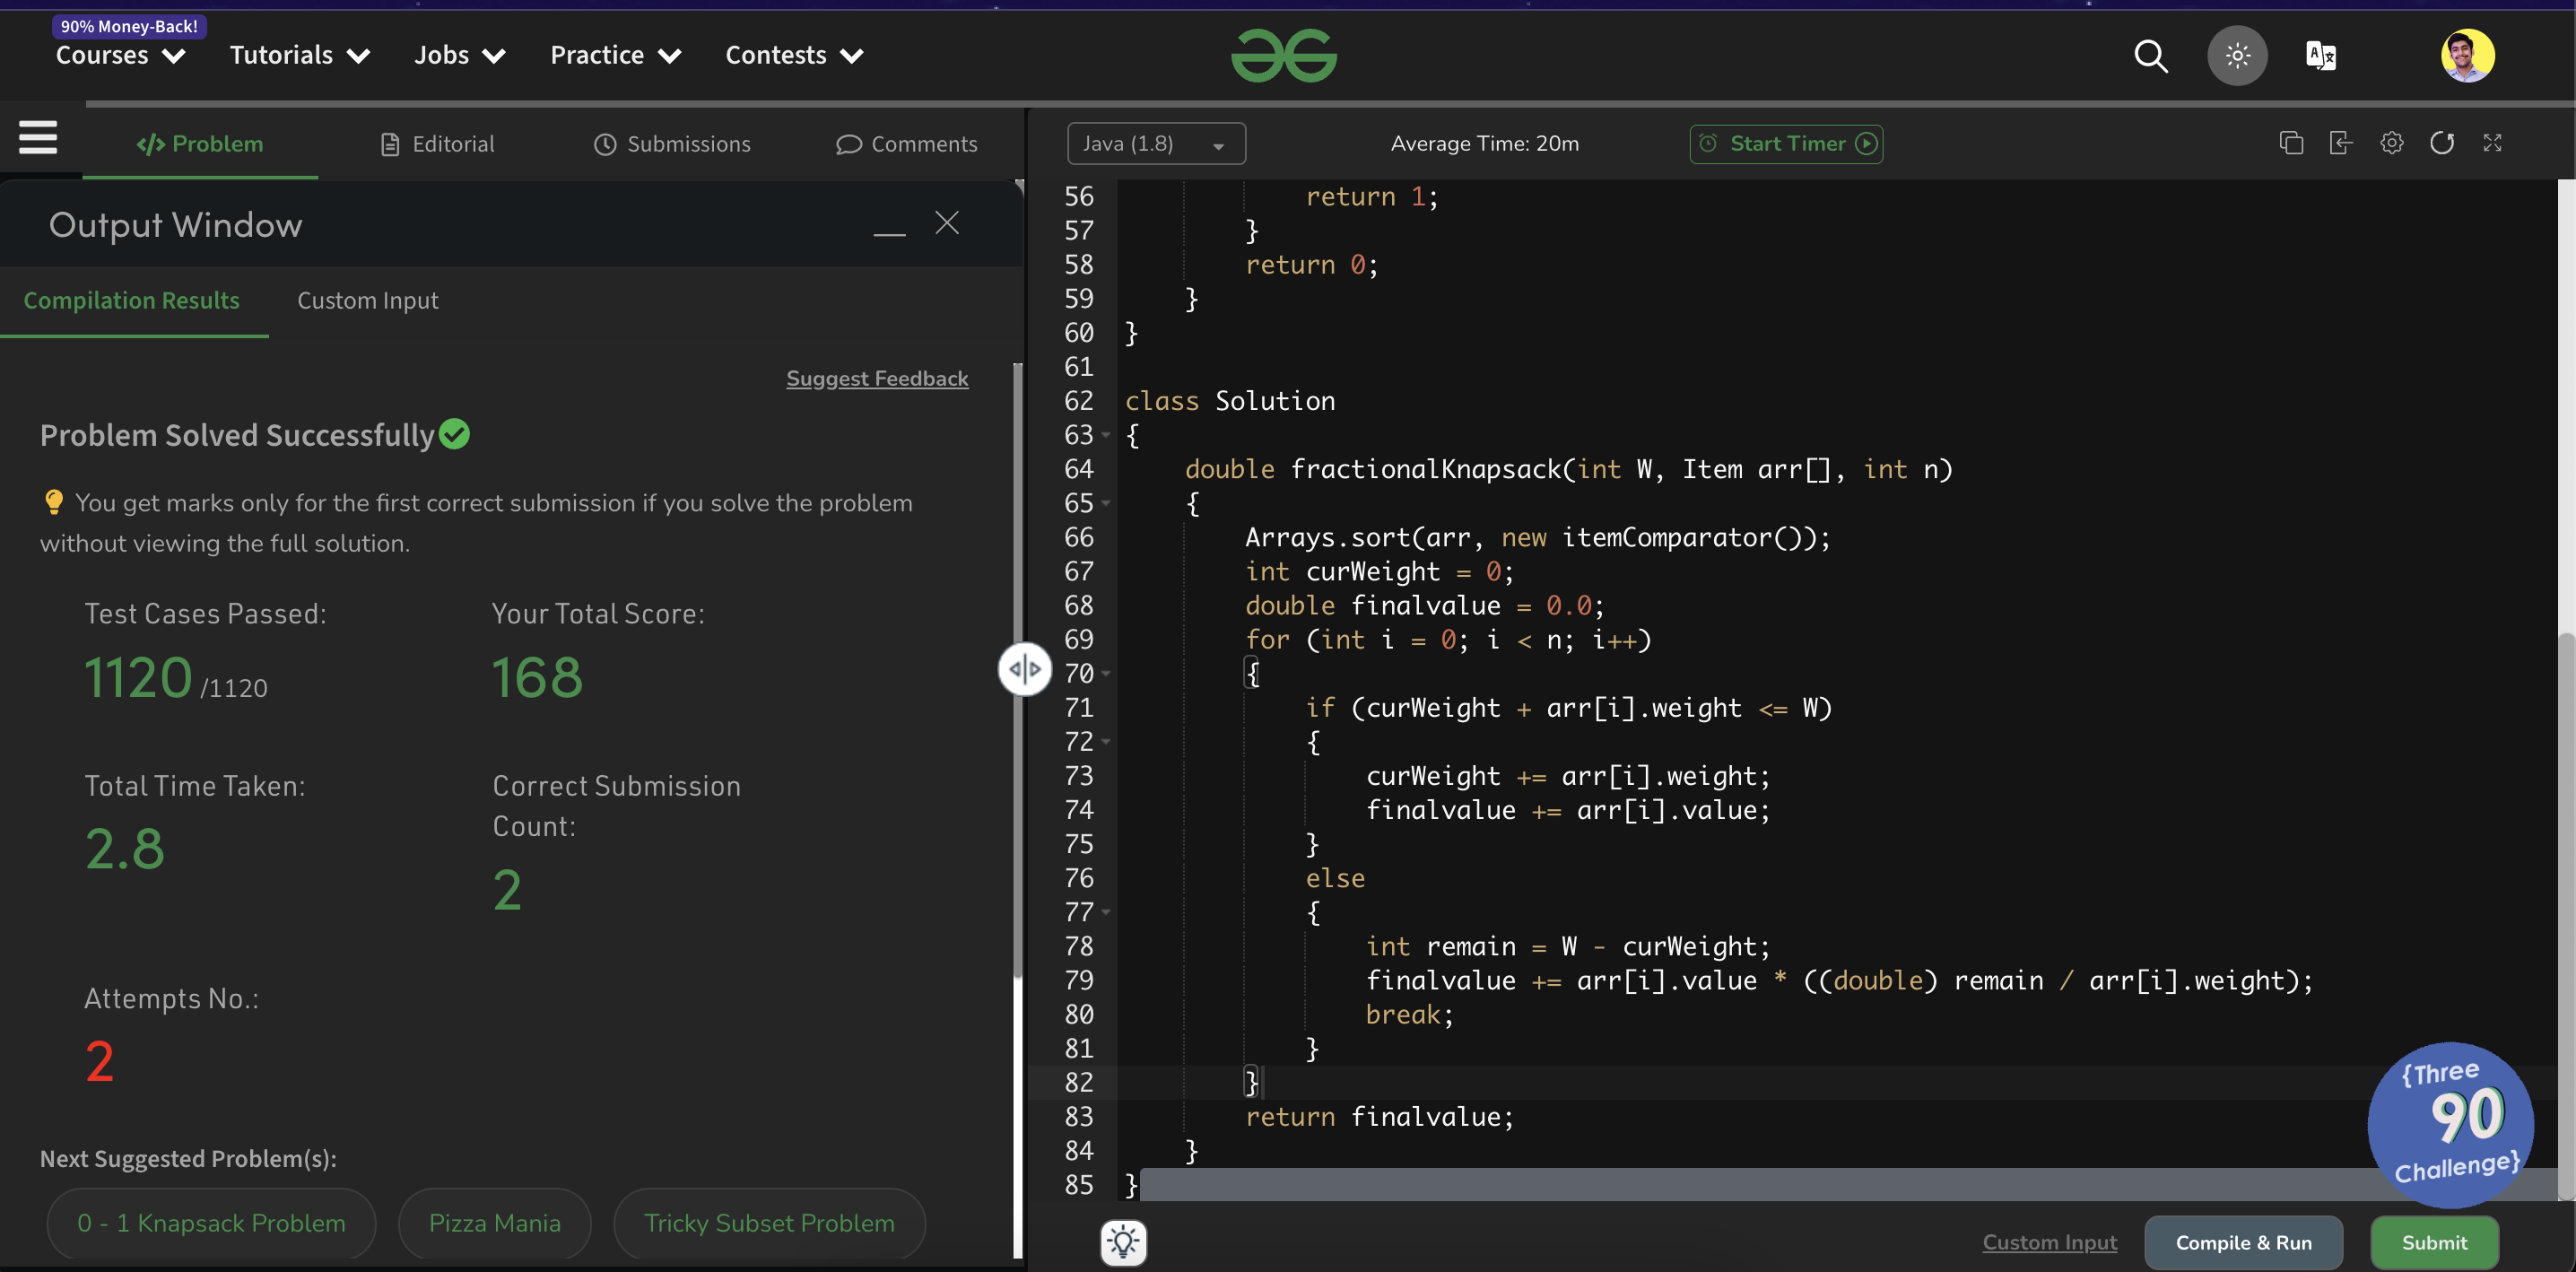 90% Money-Back!
Courses Tutorials Jobs Practice Contests
Problem Editorial Submissions Comments
Output Window
Compilation Results Custom Input
Suggest Feedback
Problem Solved Successfully
You get marks only for the first correct submission if you solve the problem
without viewing the full solution.
Test Cases Passed: Your Total Score:
1120 /1120 168
Total Time Taken: Correct Submission
Count:
2.8
2
Attempts No.:
2
Next Suggested Problem(s):
0 - 1 Knapsack Problem Pizza Mania Tricky Subset Problem
Java (1.8) Average Time: 20m Start Timer
56 return 1;
57 }
58 return 0;
59 }
60 }
61
62 class Solution
63 {
64 double fractionalKnapsack(int W, Item arr[], int n)
65 {
66 Arrays.sort(arr, new itemComparator());
67 int curWeight = 0;
68 double finalvalue = 0.0;
69 for (int i = 0; i < n; i++)
70 {
71 if (curWeight + arr[i].weight <= W)
72 {
73 curWeight += arr[i].weight;
74 finalvalue += arr[i].value;
75 }
76 else
77 {
78 int remain = W - curWeight;
79 finalvalue += arr[i].value * ((double) remain / arr[i].weight);
80 break;
81 }
82 }
83 return finalvalue;
84 }
85 }
{Three
90
Challenge}
Custom Input Compile & Run Submit